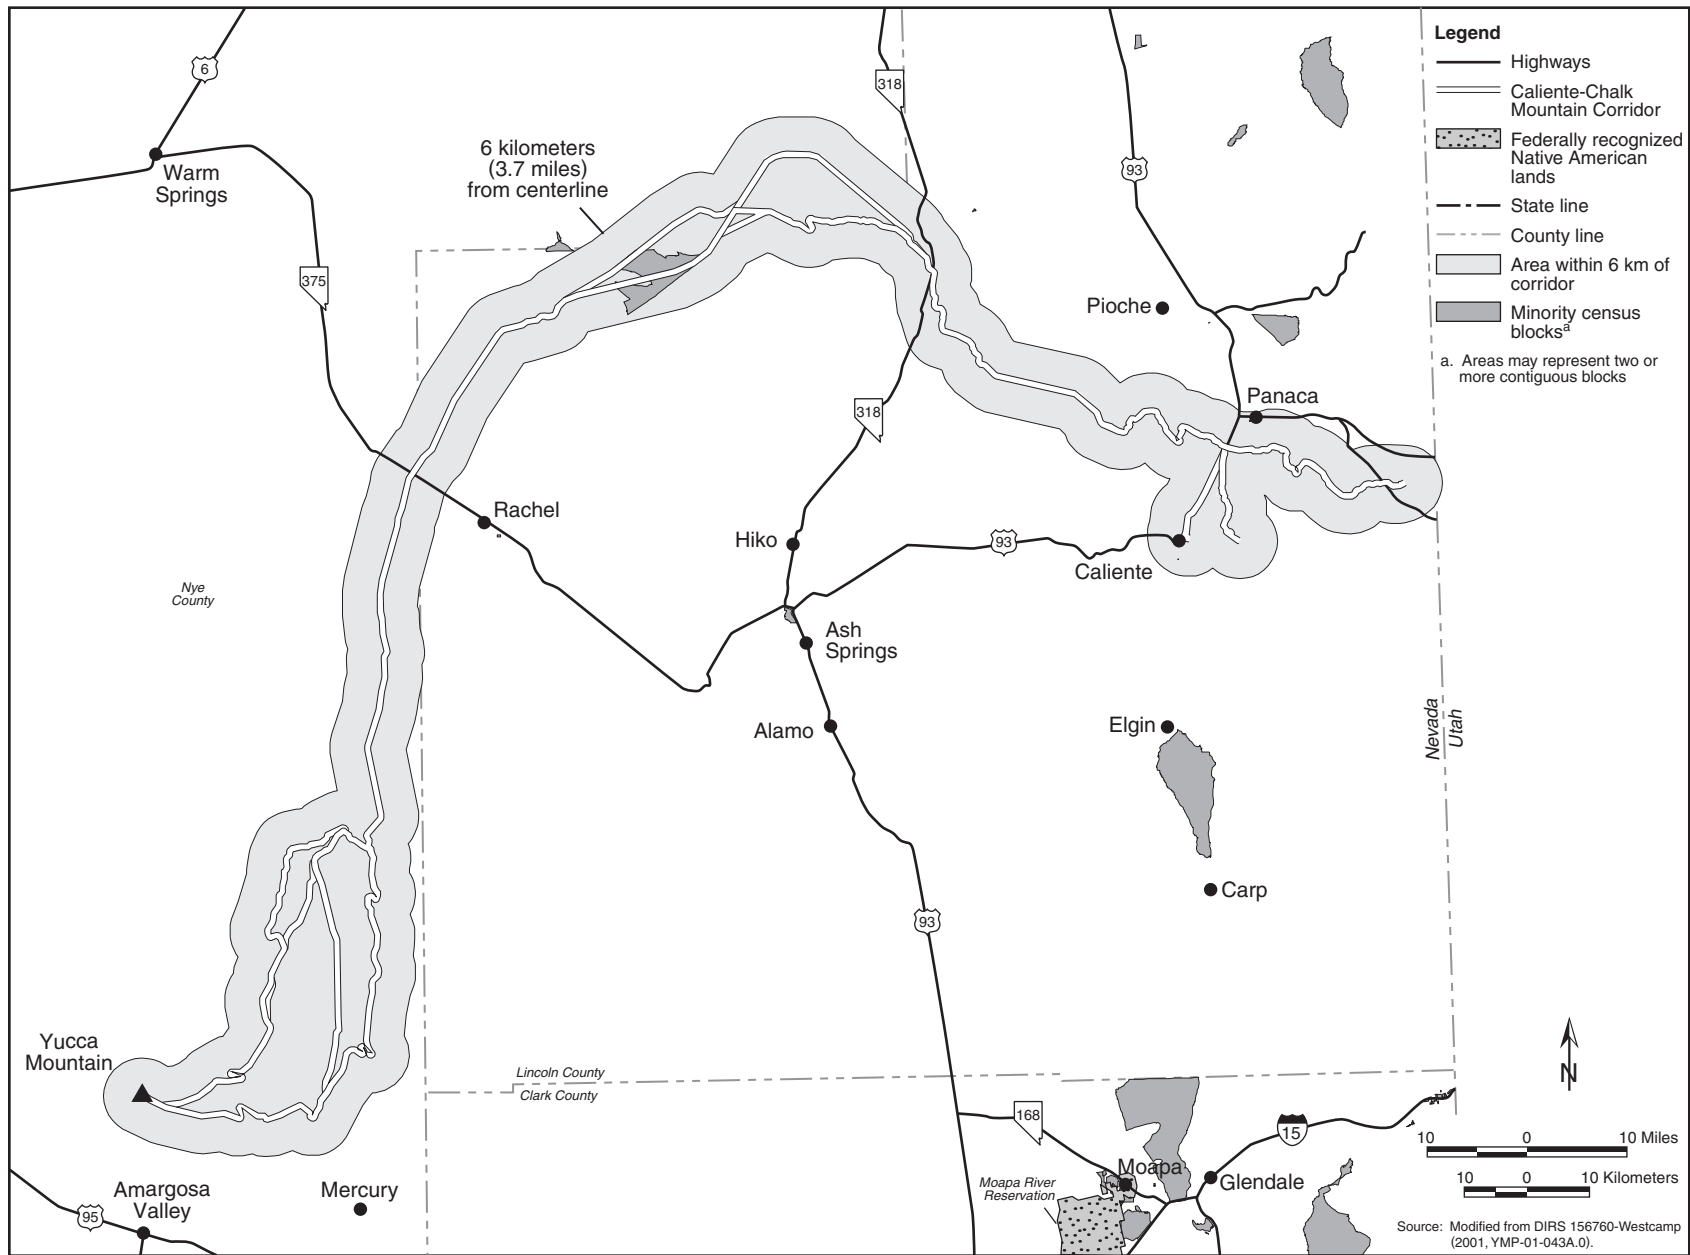 Legend
Highways
Caliente-Chalk
Mountain Corridor
Federally recognized
Native American
lands
State line
County line
Area within 6 km of
corridor
Minority census
blocksa
a. Areas may represent two or
more contiguous blocks
6
318
93
6 kilometers
(3.7 miles)
from centerline
Warm
Springs
375
Pioche
318
Panaca
Rachel
Hiko
93
Caliente
Nye
County
Ash
Springs
Alamo
Elgin
Nevada
Utah
Carp
93
Yucca
Mountain
Lincoln County
Clark County
N
168
15
10 0 10 Miles
10 0 10 Kilometers
Moapa
Glendale
Moapa River
Reservation
Amargosa
Valley
Mercury
95
Source: Modified from DIRS 156760-Westcamp
(2001, YMP-01-043A.0).